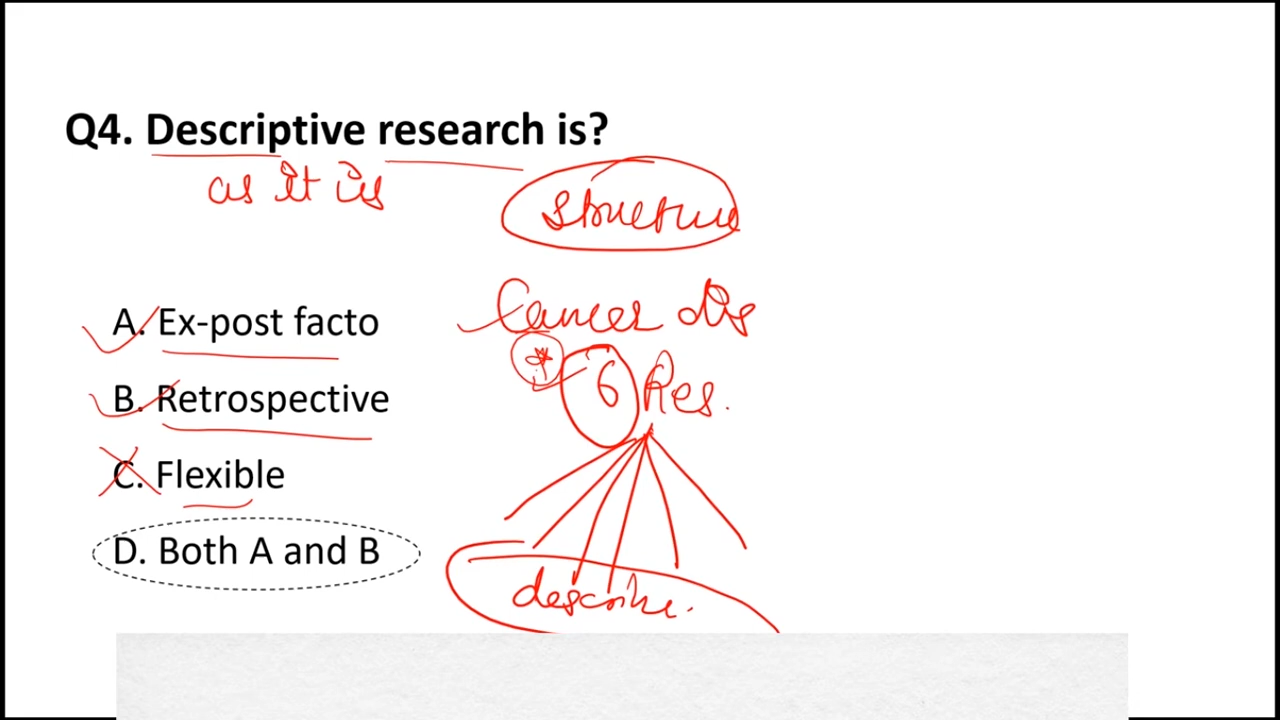 Q4. Descriptive research is?
as it is
structure
A. Ex-post facto
Cancer dis
B. Retrospective
6 Res.
C. Flexible
D. Both A and B
describe.